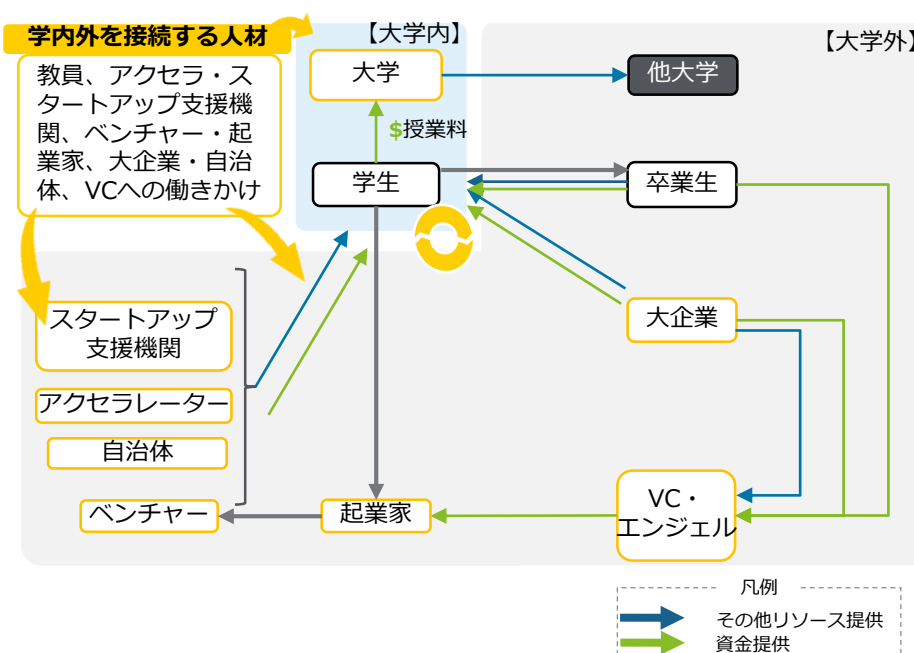 学内外を接続する人材
教員、アクセラ・ス
タートアップ支援機
関、ベンチャー・起
業家、大企業・自治
体、VCへの働きかけ
【大学内】
【大学外】
大学
他大学
$授業料
学生
卒業生
スタートアップ
支援機関
大企業
アクセラレーター
自治体
ベンチャー
起業家
VC・
エンジェル
凡例
その他リソース提供
資金提供